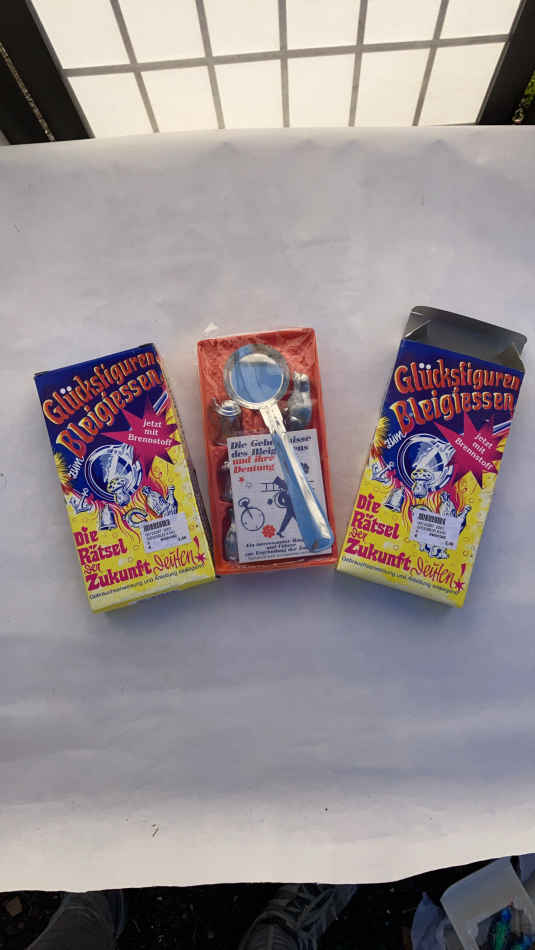 Glücksfiguren
zum Bleigiessen
jetzt
mit
Brennstoff
Die
Rätsel
der
Zukunft deuten!
Gebrauchsanweisung und Anleitung beiliegend
Die Geheimnisse
des Bleigiessens
und ihre
Deutung
Glücksfiguren
zum Bleigiessen
jetzt
mit
Brennstoff
Die
Rätsel
der
Zukunft deuten!
Gebrauchsanweisung und Anleitung beiliegend